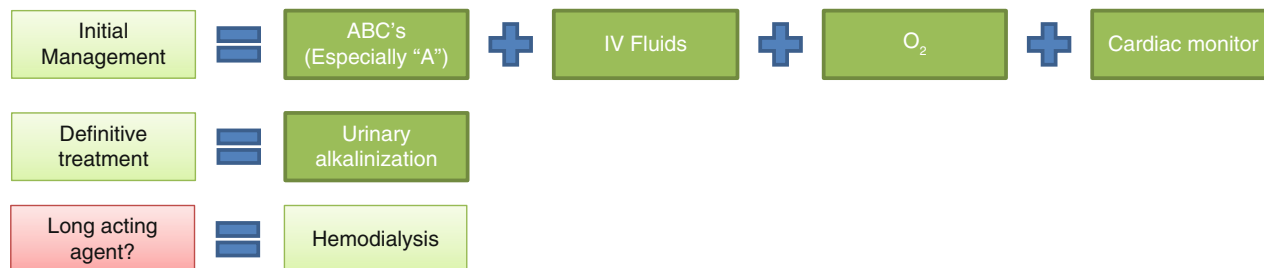 Initial
Management
ABC's
(Especially "A")
IV Fluids
O₂
Cardiac monitor
Definitive
treatment
Urinary
alkalinization
Long acting
agent?
Hemodialysis